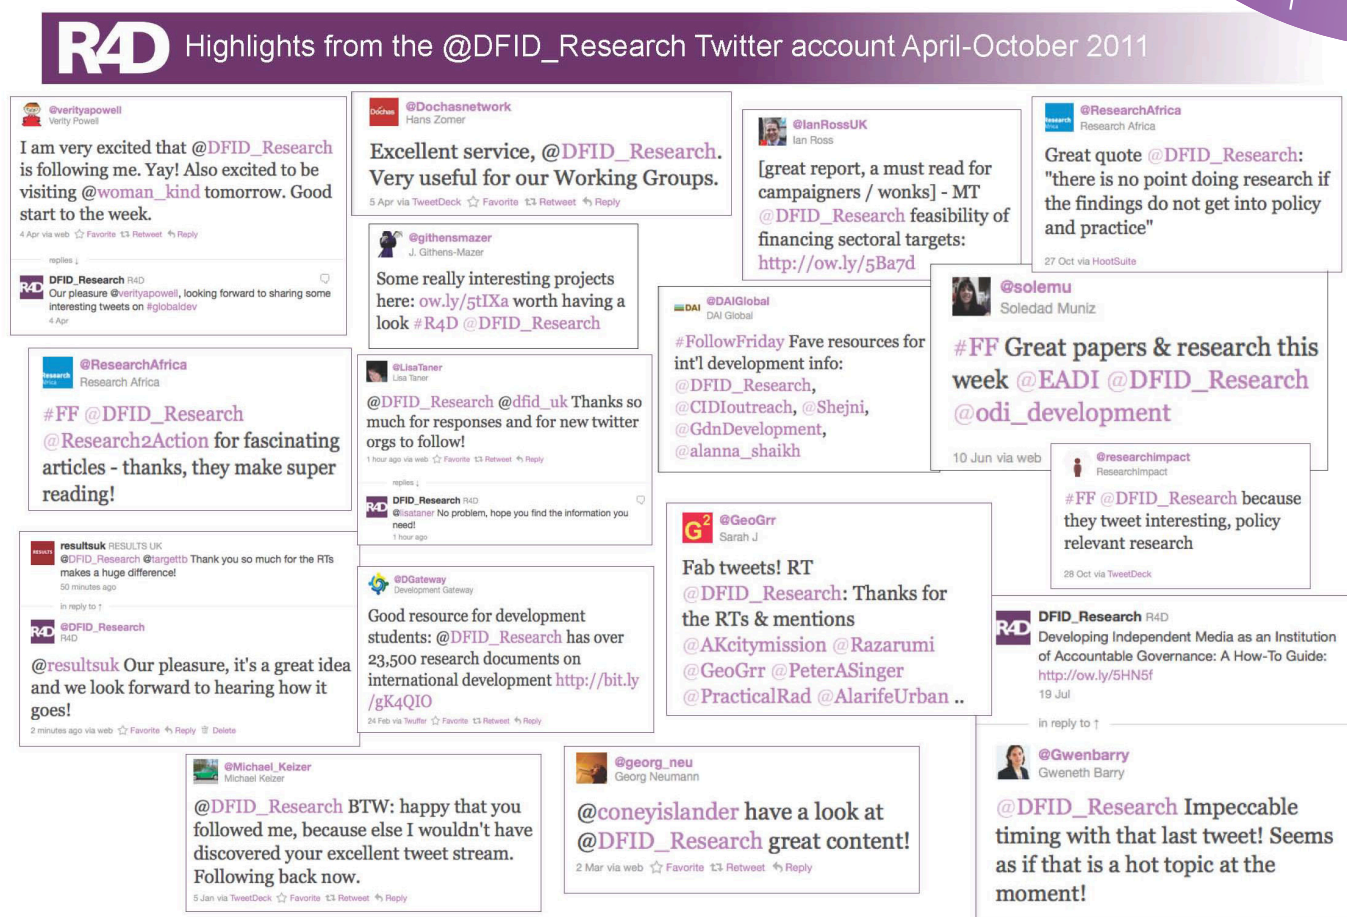 R4D Highlights from the @DFID_Research Twitter account April-October 2011
@verityapowell
Verity Powell
I am very excited that @DFID_Research
is following me. Yay! Also excited to be
visiting @woman_kind tomorrow. Good
start to the week.
4 Apr via web Favorite Retweet Reply
replies ↓
R4D
DFID_Research R4D
Our pleasure @verityapowell, looking forward to sharing some
interesting tweets on #globaldev
4 Apr
Dóchas
@Dochasnetwork
Hans Zomer
Excellent service, @DFID_Research.
Very useful for our Working Groups.
5 Apr via TweetDeck Favorite Retweet Reply
@IanRossUK
Ian Ross
[great report, a must read for
campaigners / wonks] - MT
@DFID_Research feasibility of
financing sectoral targets:
http://ow.ly/5Ba7d
Research
Africa
@ResearchAfrica
Research Africa
Great quote @DFID_Research:
"there is no point doing research if
the findings do not get into policy
and practice"
27 Oct via HootSuite
@githensmazer
J. Githens-Mazer
Some really interesting projects
here: ow.ly/5tIXa worth having a
look #R4D @DFID_Research
DAI
@DAIGlobal
DAI Global
#FollowFriday Fave resources for
int'l development info:
@DFID_Research,
@CIDIoutreach, @Shejni,
@GdnDevelopment,
@alanna_shaikh
@solemu
Soledad Muniz
#FF Great papers & research this
week @EADI @DFID_Research
@odi_development
10 Jun via web
Research
Africa
@ResearchAfrica
Research Africa
#FF @DFID_Research
@Research2Action for fascinating
articles - thanks, they make super
reading!
@LisaTaner
Lisa Taner
@DFID_Research @dfid_uk Thanks so
much for responses and for new twitter
orgs to follow!
1 hour ago via web Favorite Retweet Reply
replies ↓
R4D
DFID_Research R4D
@lisataner No problem, hope you find the information you
need!
1 hour ago
@researchimpact
ResearchImpact
#FF @DFID_Research because
they tweet interesting, policy
relevant research
28 Oct via TweetDeck
RESULTS
resultsuk RESULTS UK
@DFID_Research @targettb Thank you so much for the RTs
makes a huge difference!
50 minutes ago
in reply to ↑
R4D
@DFID_Research
R4D
@resultsuk Our pleasure, it's a great idea
and we look forward to hearing how it
goes!
2 minutes ago via web Favorite Reply Delete
@DGateway
Development Gateway
Good resource for development
students: @DFID_Research has over
23,500 research documents on
international development http://bit.ly
/gK4QIO
24 Feb via Twuffer Favorite Retweet Reply
G2
@GeoGrr
Sarah J
Fab tweets! RT
@DFID_Research: Thanks for
the RTs & mentions
@AKcitymission @Razarumi
@GeoGrr @PeterASinger
@PracticalRad @AlarifeUrban ..
R4D
DFID_Research R4D
Developing Independent Media as an Institution
of Accountable Governance: A How-To Guide:
http://ow.ly/5HN5f
19 Jul
in reply to ↑
@Gwenbarry
Gweneth Barry
@DFID_Research Impeccable
timing with that last tweet! Seems
as if that is a hot topic at the
moment!
@Michael_Keizer
Michael Keizer
@DFID_Research BTW: happy that you
followed me, because else I wouldn't have
discovered your excellent tweet stream.
Following back now.
5 Jan via TweetDeck Favorite Retweet Reply
@georg_neu
Georg Neumann
@coneyislander have a look at
@DFID_Research great content!
2 Mar via web Favorite Retweet Reply